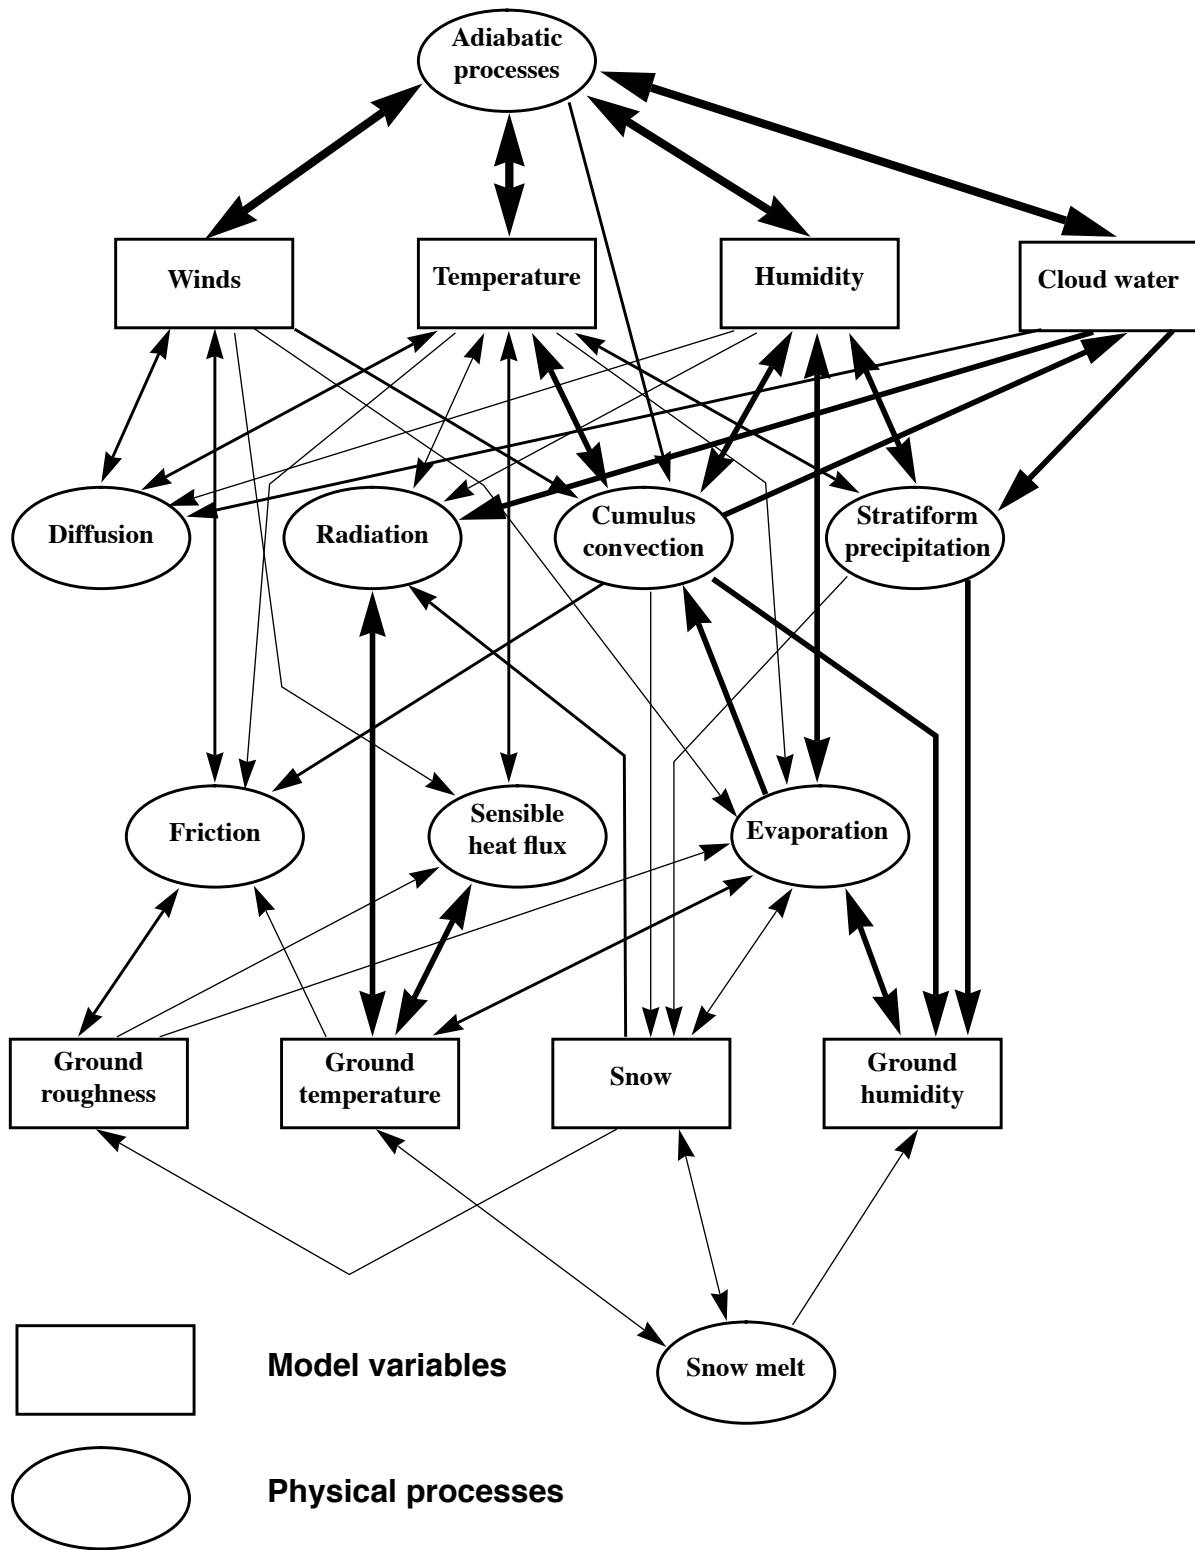 Adiabatic
processes
Winds
Temperature
Humidity
Cloud water
Diffusion
Radiation
Cumulus
convection
Stratiform
precipitation
Friction
Sensible
heat flux
Evaporation
Ground
roughness
Ground
temperature
Snow
Ground
humidity
Snow melt
Model variables
Physical processes